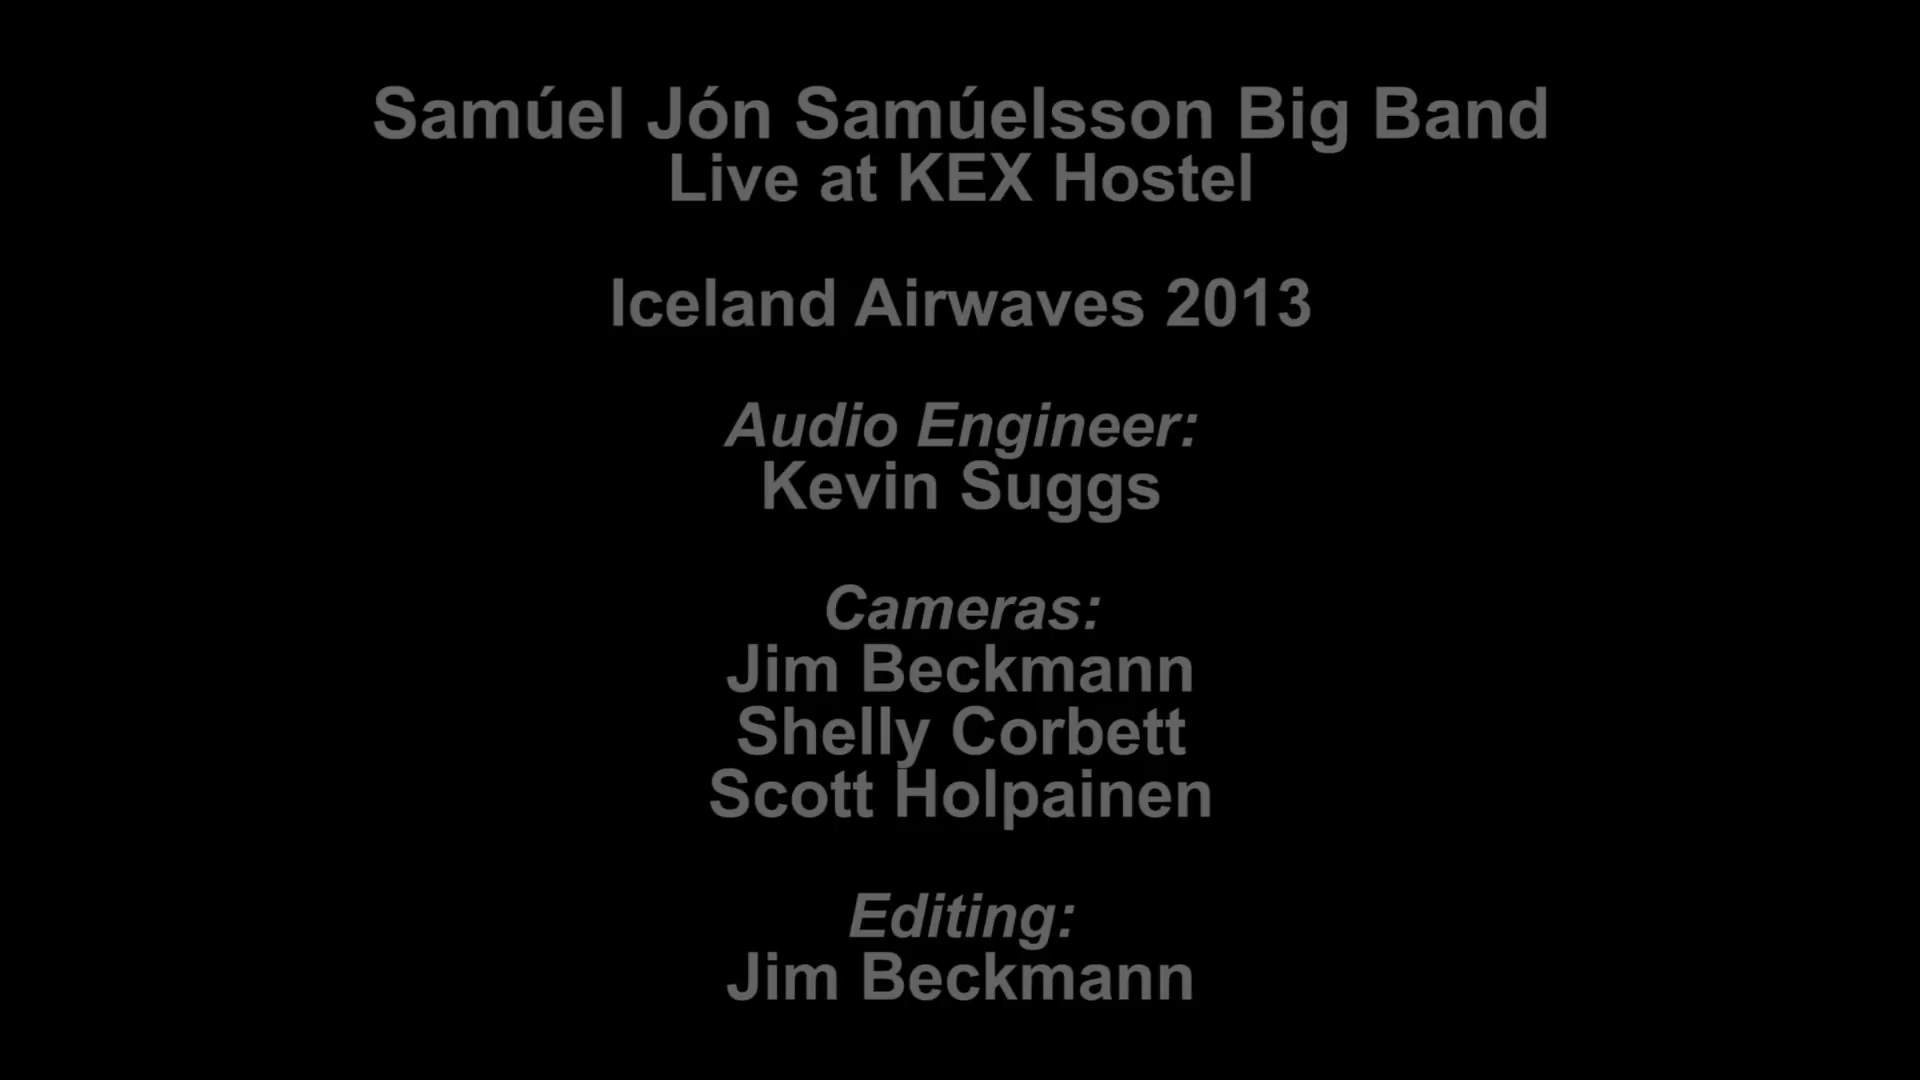 Samúel Jón Samúelsson Big Band
Live at KEX Hostel
Iceland Airwaves 2013
Audio Engineer:
Kevin Suggs
Cameras:
Jim Beckmann
Shelly Corbett
Scott Holpainen
Editing:
Jim Beckmann